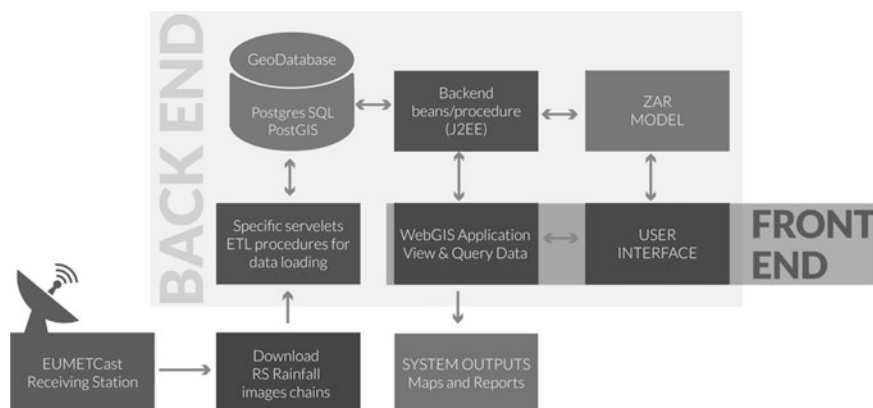 BACK END
GeoDatabase
Postgres SQL
PostGIS
Backend
beans/procedure
(J2EE)
ZAR
MODEL
Specific servelets
ETL procedures for
data loading
WebGIS Application
View & Query Data
USER
INTERFACE
FRONT
END
EUMETCast
Receiving Station
Download
RS Rainfall
images chains
SYSTEM OUTPUTS
Maps and Reports